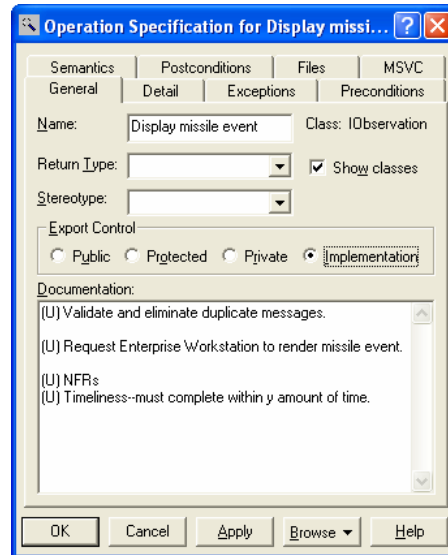 Operation Specification for Display missi...
Semantics Postconditions Files MSVC
General Detail Exceptions Preconditions
Name: Display missile event Class: IObservation
Return Type: Show classes
Stereotype:
Export Control
Public Protected Private Implementation
Documentation:
(U) Validate and eliminate duplicate messages.
(U) Request Enterprise Workstation to render missile event.
(U) NFRs
(U) Timeliness--must complete within y amount of time.
OK Cancel Apply Browse Help